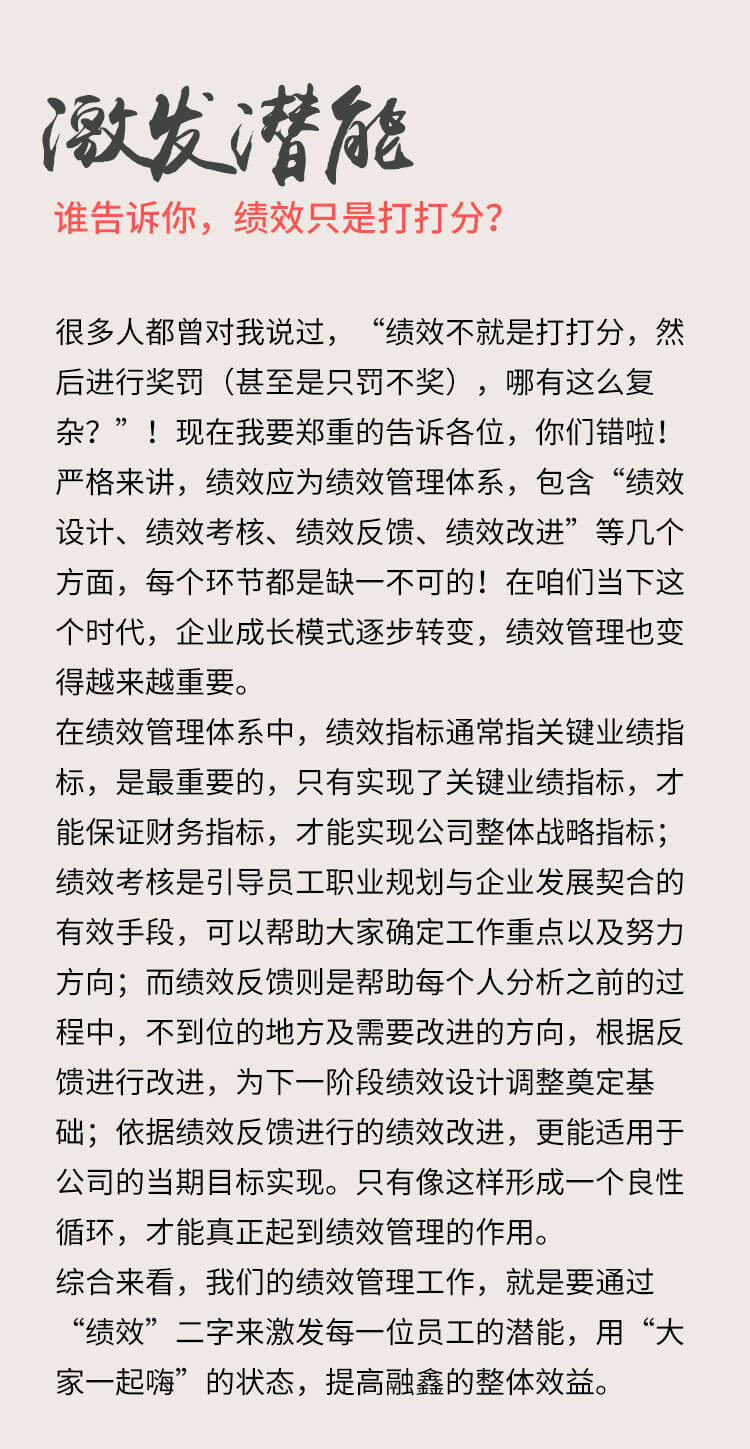 激发潜能
谁告诉你，绩效只是打打分？
很多人都曾对我说过，“绩效不就是打打分，然
后进行奖罚（甚至是只罚不奖），哪有这么复
杂？”！现在我要郑重的告诉各位，你们错啦！
严格来讲，绩效应为绩效管理体系，包含“绩效
设计、绩效考核、绩效反馈、绩效改进”等几个
方面，每个环节都是缺一不可的！在咱们当下这
个时代，企业成长模式逐步转变，绩效管理也变
得越来越重要。
在绩效管理体系中，绩效指标通常指关键业绩指
标，是最重要的，只有实现了关键业绩指标，才
能保证财务指标，才能实现公司整体战略指标；
绩效考核是引导员工职业规划与企业发展契合的
有效手段，可以帮助大家确定工作重点以及努力
方向；而绩效反馈则是帮助每个人分析之前的过
程中，不到位的地方及需要改进的方向，根据反
馈进行改进，为下一阶段绩效设计调整奠定基
础；依据绩效反馈进行的绩效改进，更能适用于
公司的当期目标实现。只有像这样形成一个良性
循环，才能真正起到绩效管理的作用。
综合来看，我们的绩效管理工作，就是要通过
“绩效”二字来激发每一位员工的潜能，用“大
家一起嗨”的状态，提高融鑫的整体效益。